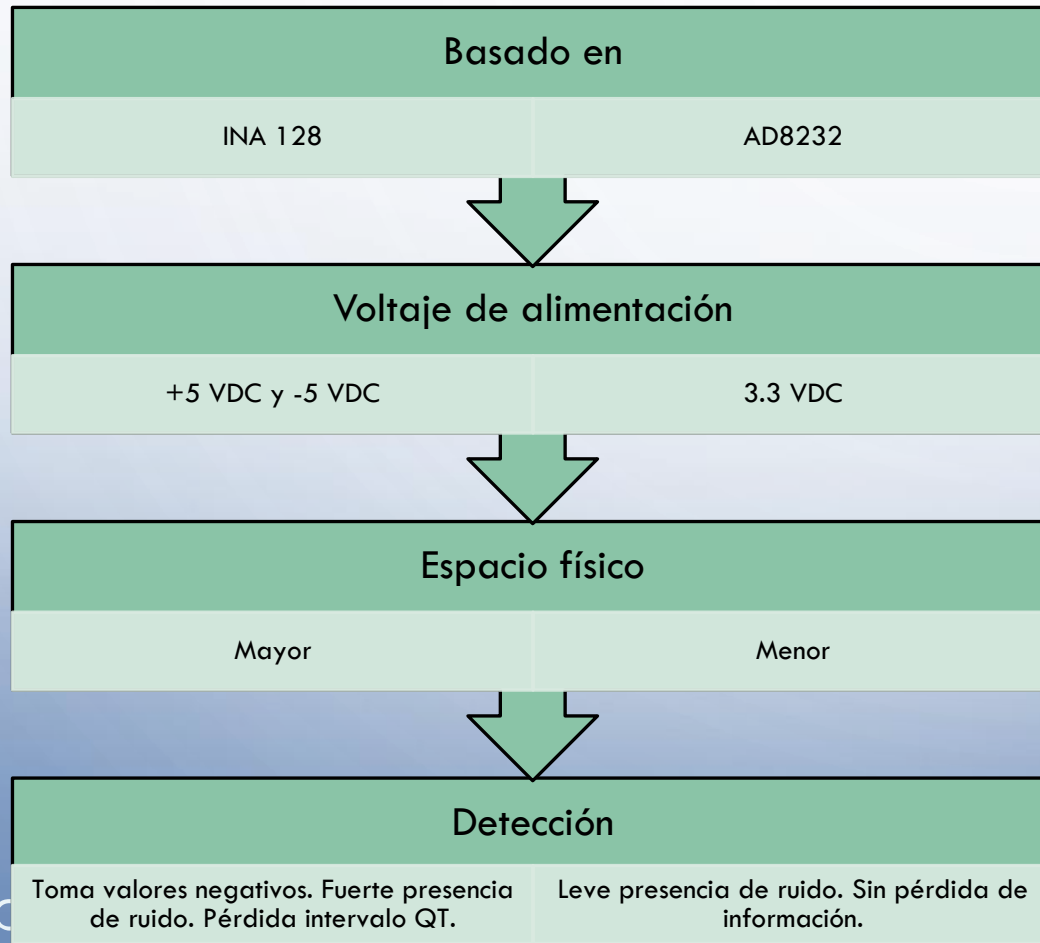 Basado en
INA 128
AD8232
Voltaje de alimentación
+5 VDC y -5 VDC
3.3 VDC
Espacio físico
Mayor
Menor
Detección
Toma valores negativos. Fuerte presencia
de ruido. Pérdida intervalo QT.
Leve presencia de ruido. Sin pérdida de
información.